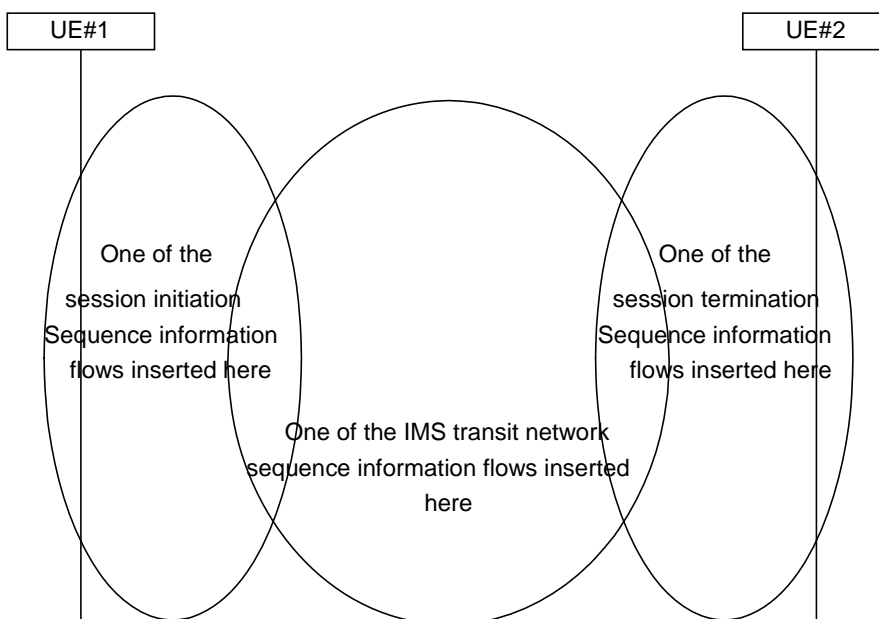 UE#1
UE#2
One of the
session initiation
Sequence information
flows inserted here
One of the
session termination
Sequence information
flows inserted here
One of the IMS transit network
sequence information flows inserted
here